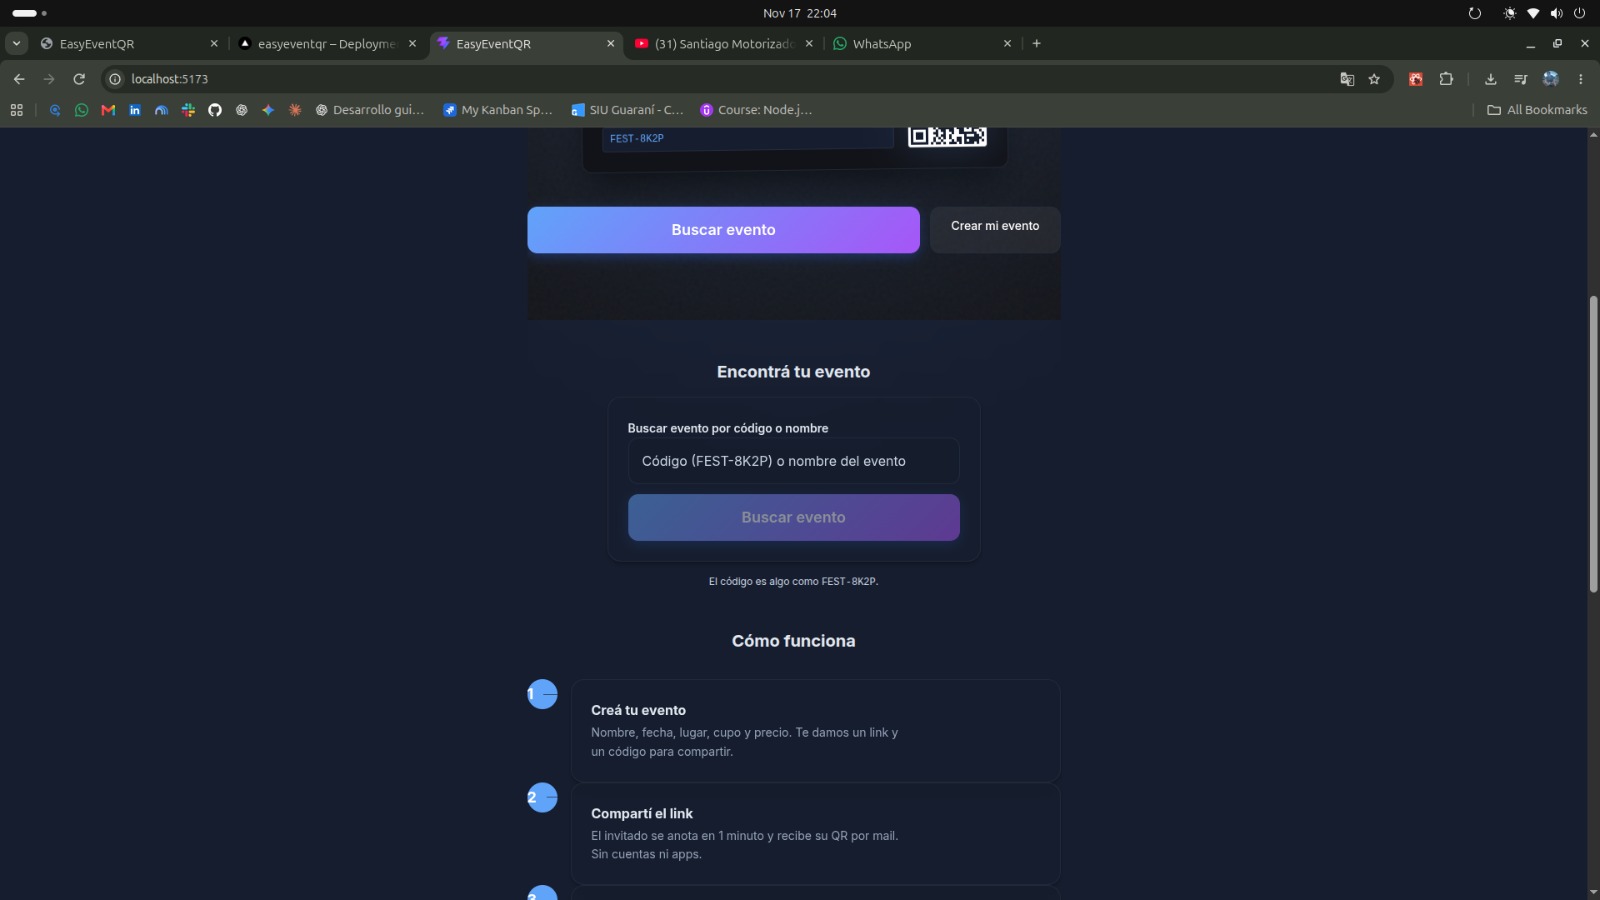 Nov 17 22:04
EasyEventQR
easyeventqr – Deployme
EasyEventQR
(31) Santiago Motorizado
WhatsApp
localhost:5173
Desarrollo gui...
My Kanban Sp...
SIU Guaraní - C...
Course: Node.j...
All Bookmarks
FEST-8K2P
Buscar evento
Crear mi evento
Encontrá tu evento
Buscar evento por código o nombre
Código (FEST-8K2P) o nombre del evento
Buscar evento
El código es algo como FEST-8K2P.
Cómo funciona
1
Creá tu evento
Nombre, fecha, lugar, cupo y precio. Te damos un link y
un código para compartir.
2
Compartí el link
El invitado se anota en 1 minuto y recibe su QR por mail.
Sin cuentas ni apps.
3